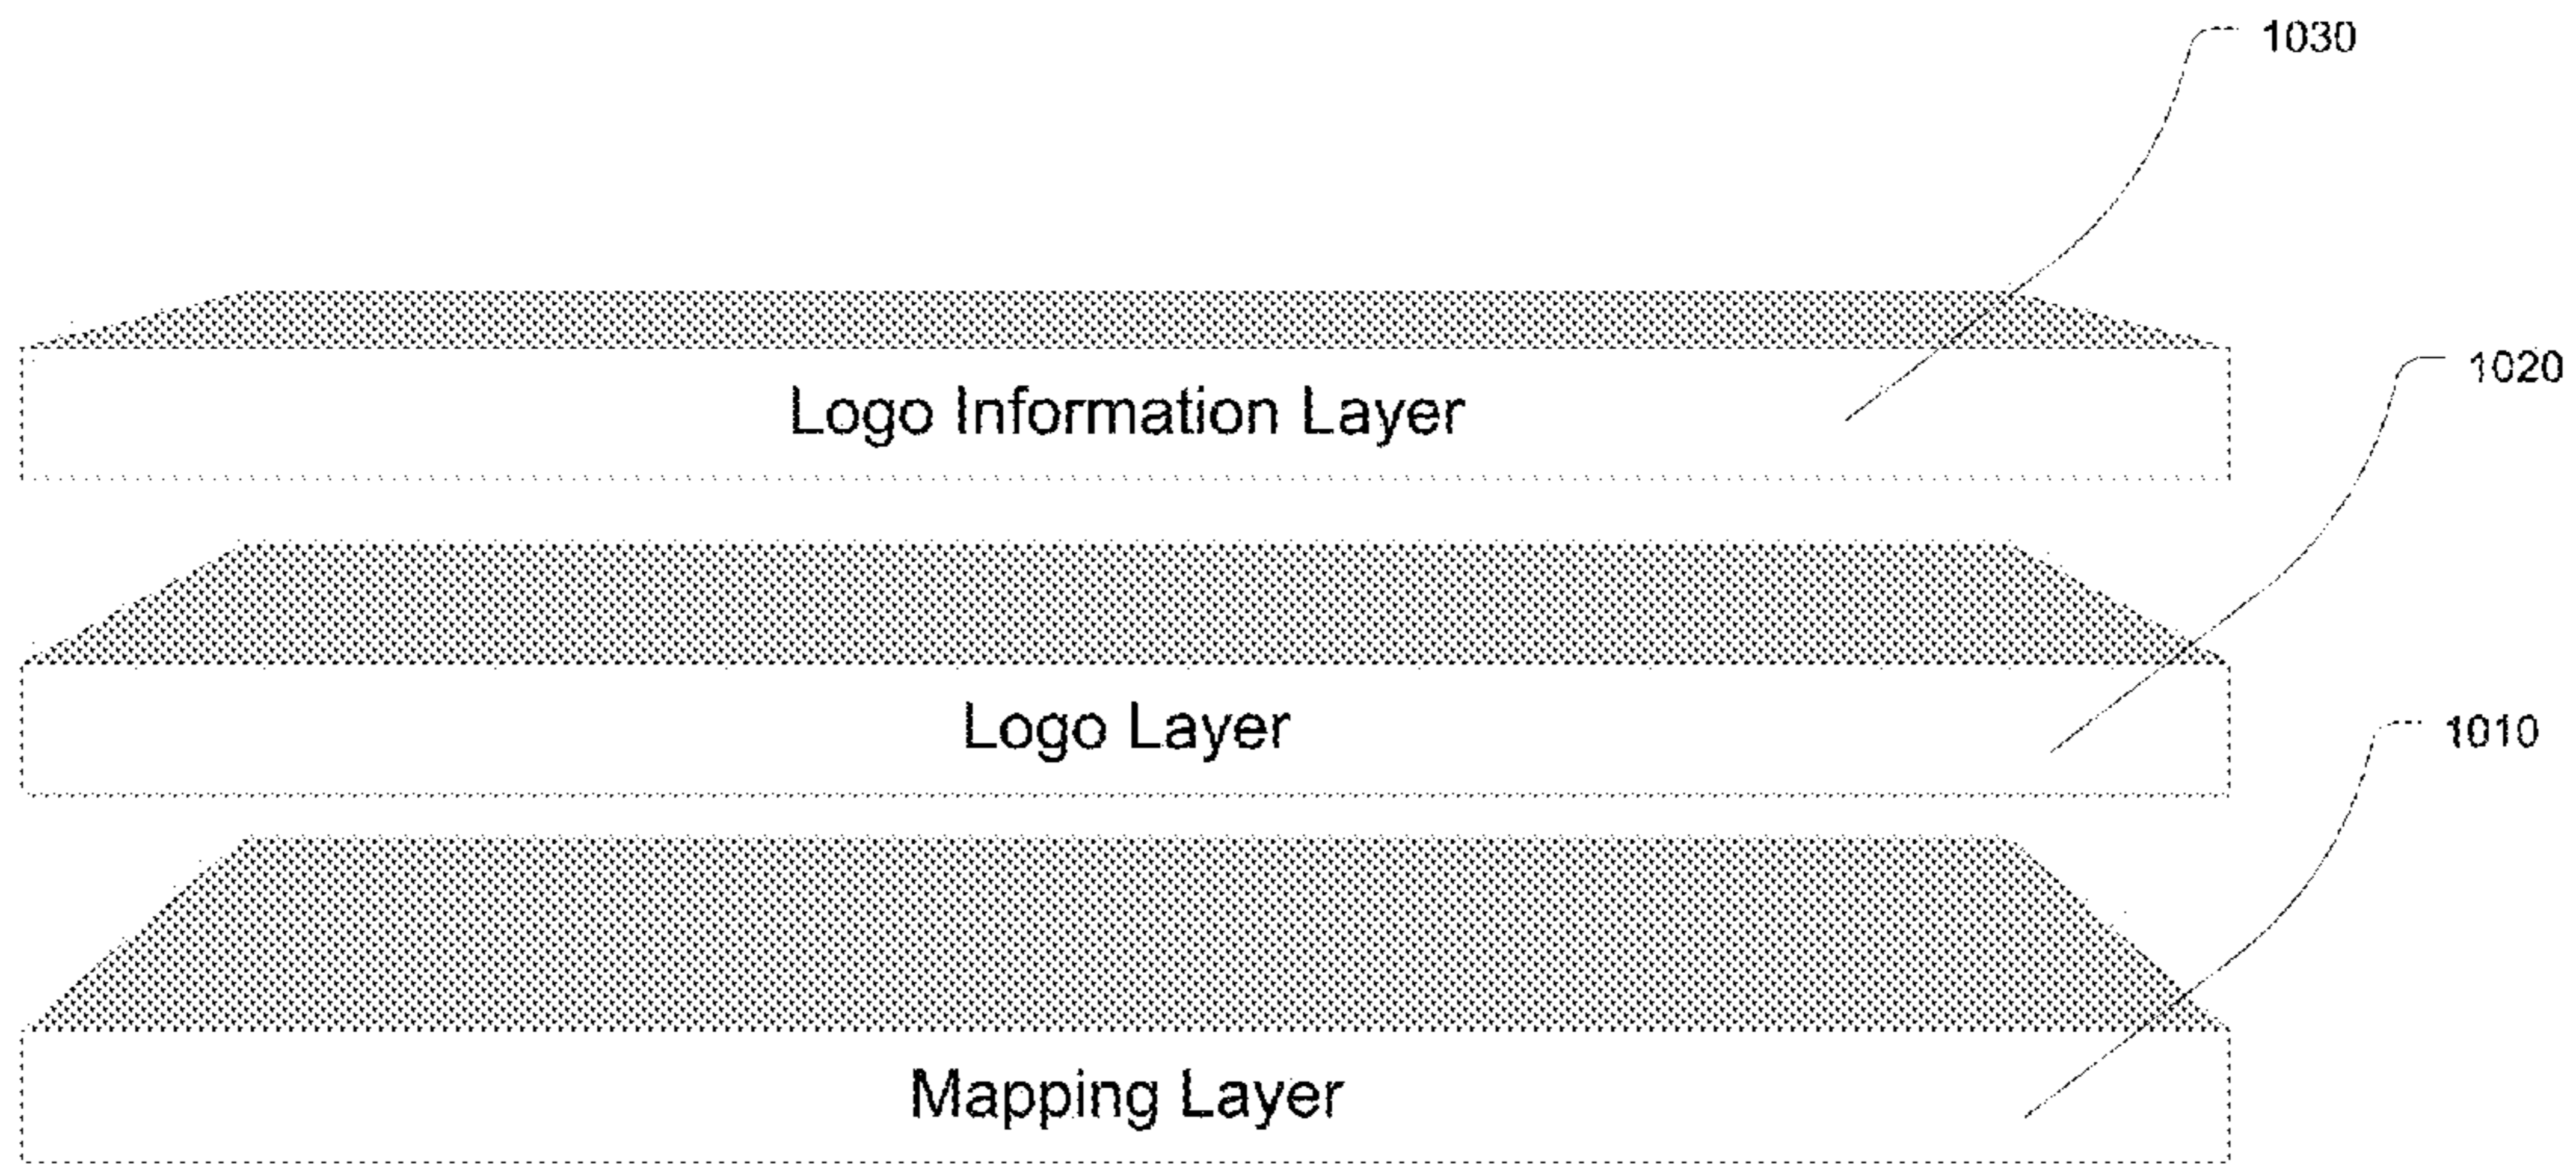 1030
Logo Information Layer
1020
Logo Layer
1010
Mapping Layer